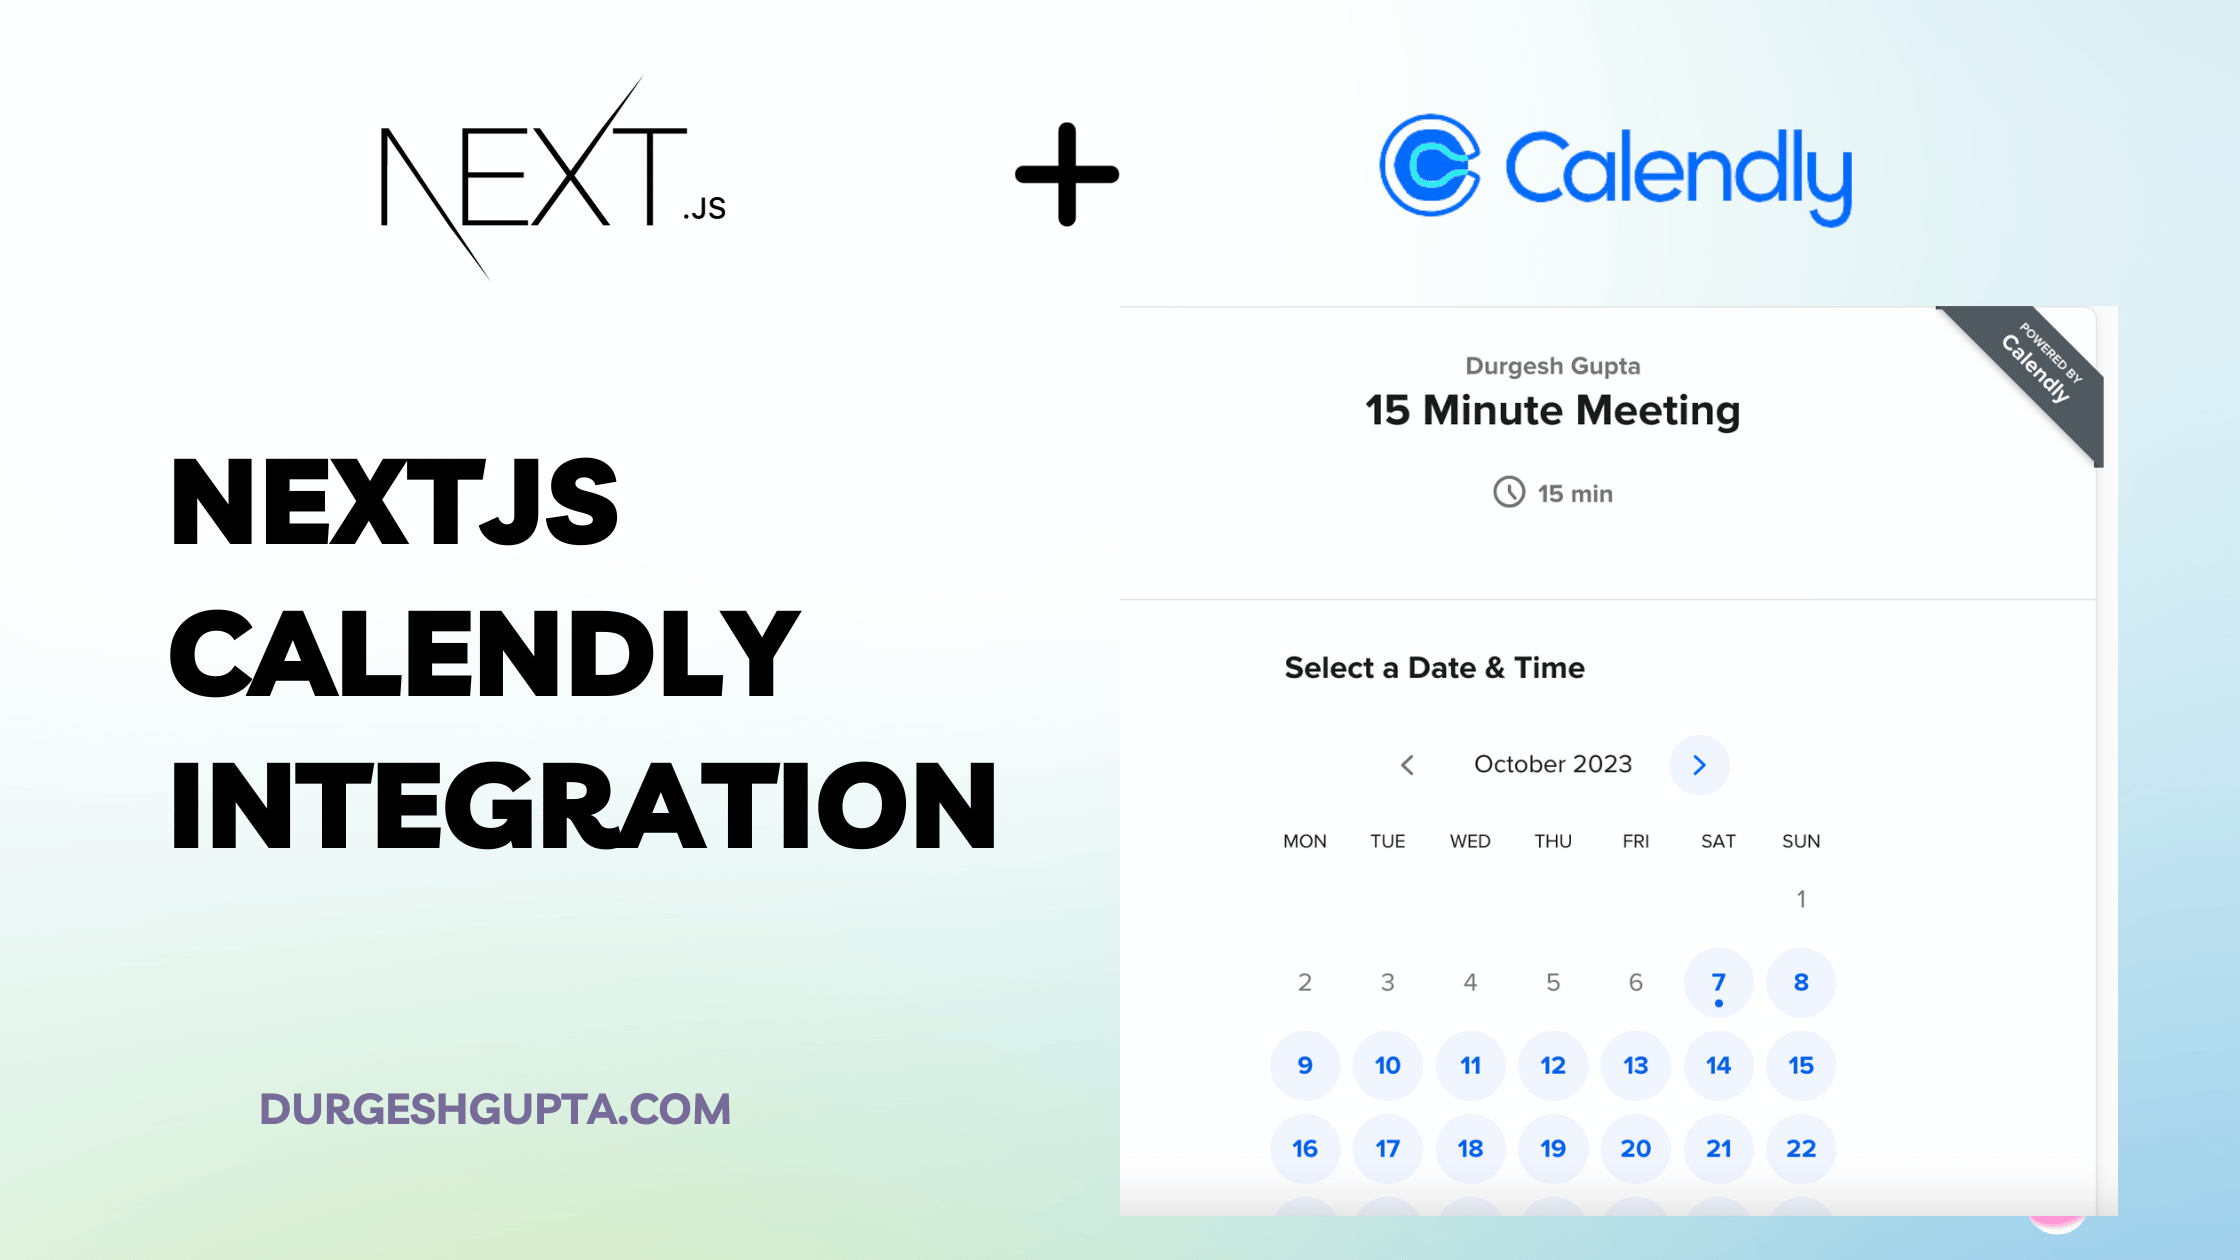 NEXT.JS
Calendly
NEXTJS
CALENDLY
INTEGRATION
DURGESHGUPTA.COM
POWERED BY
Calendly
Durgesh Gupta
15 Minute Meeting
15 min
Select a Date & Time
October 2023
MON TUE WED THU FRI SAT SUN
1
2 3 4 5 6 7 8
9 10 11 12 13 14 15
16 17 18 19 20 21 22